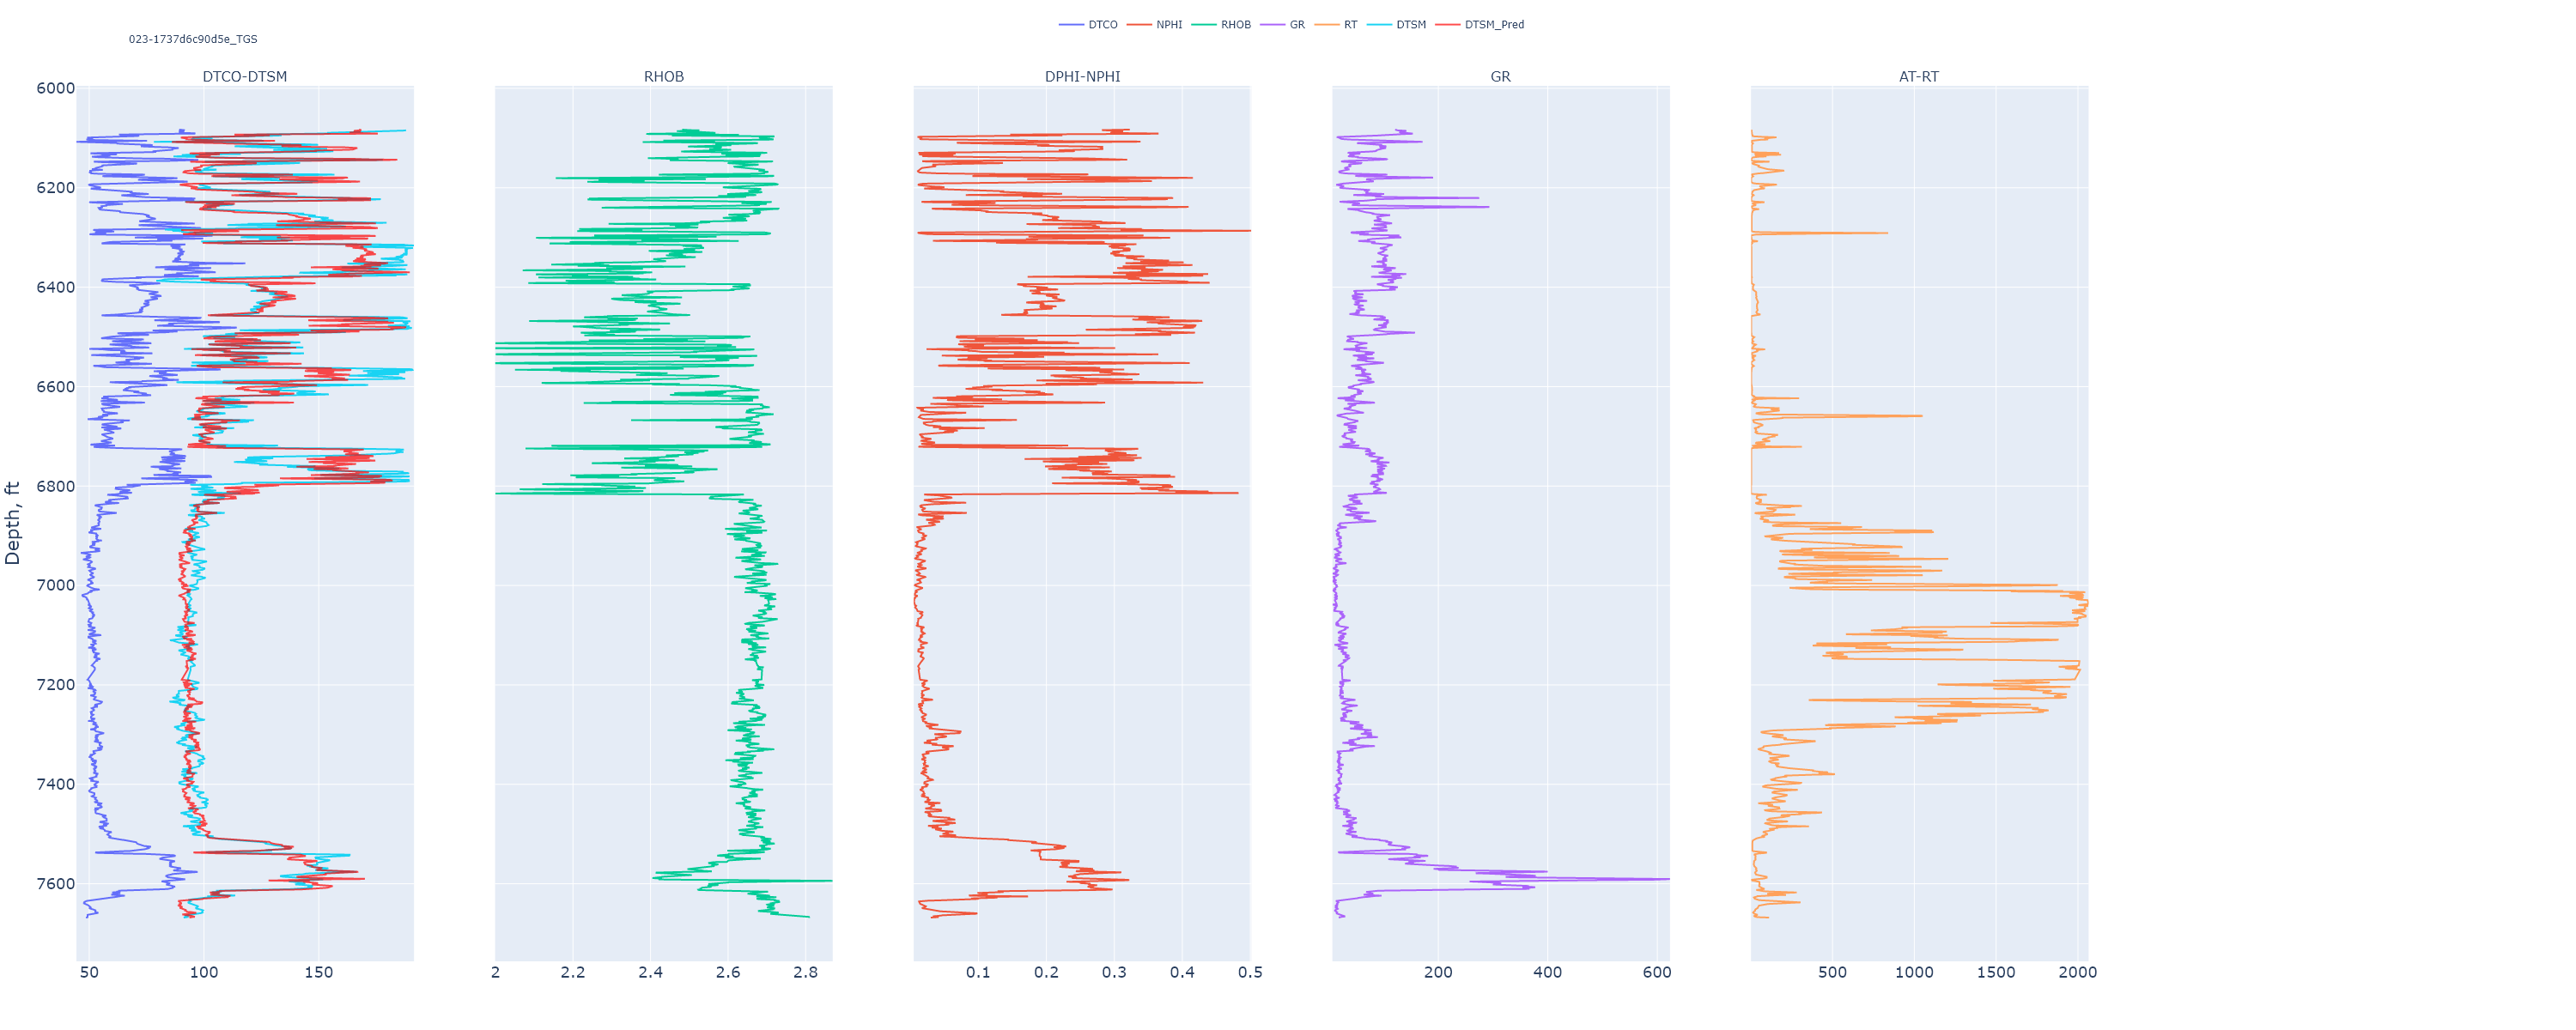 DTCO NPHI RHOB GR RT DTSM DTSM_Pred
023-1737d6c90d5e_TGS
DTCO-DTSM RHOB DPHI-NPHI GR AT-RT
6000
6200
6400
6600
6800
7000
7200
7400
7600
Depth, ft
50 100 150 2 2.2 2.4 2.6 2.8 0.1 0.2 0.3 0.4 0.5 200 400 600 500 1000 1500 2000